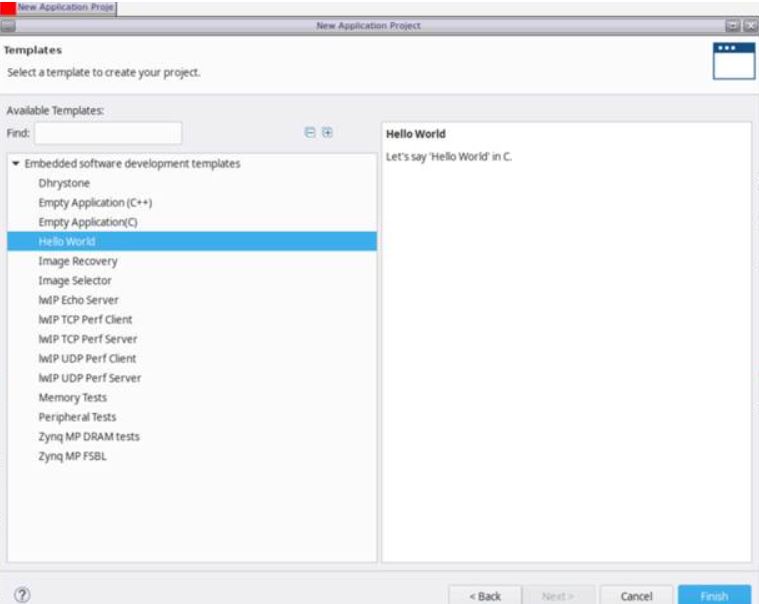 New Application Proje
New Application Project
Templates
Select a template to create your project.
Available Templates:
Find:
Embedded software development templates
Dhrystone
Empty Application (C++)
Empty Application(C)
Hello World
Image Recovery
Image Selector
lwIP Echo Server
lwIP TCP Perf Client
lwIP TCP Perf Server
lwIP UDP Perf Client
lwIP UDP Perf Server
Memory Tests
Peripheral Tests
Zynq MP DRAM tests
Zynq MP FSBL
Hello World
Let's say 'Hello World' in C.
?
< Back
Next >
Cancel
Finish